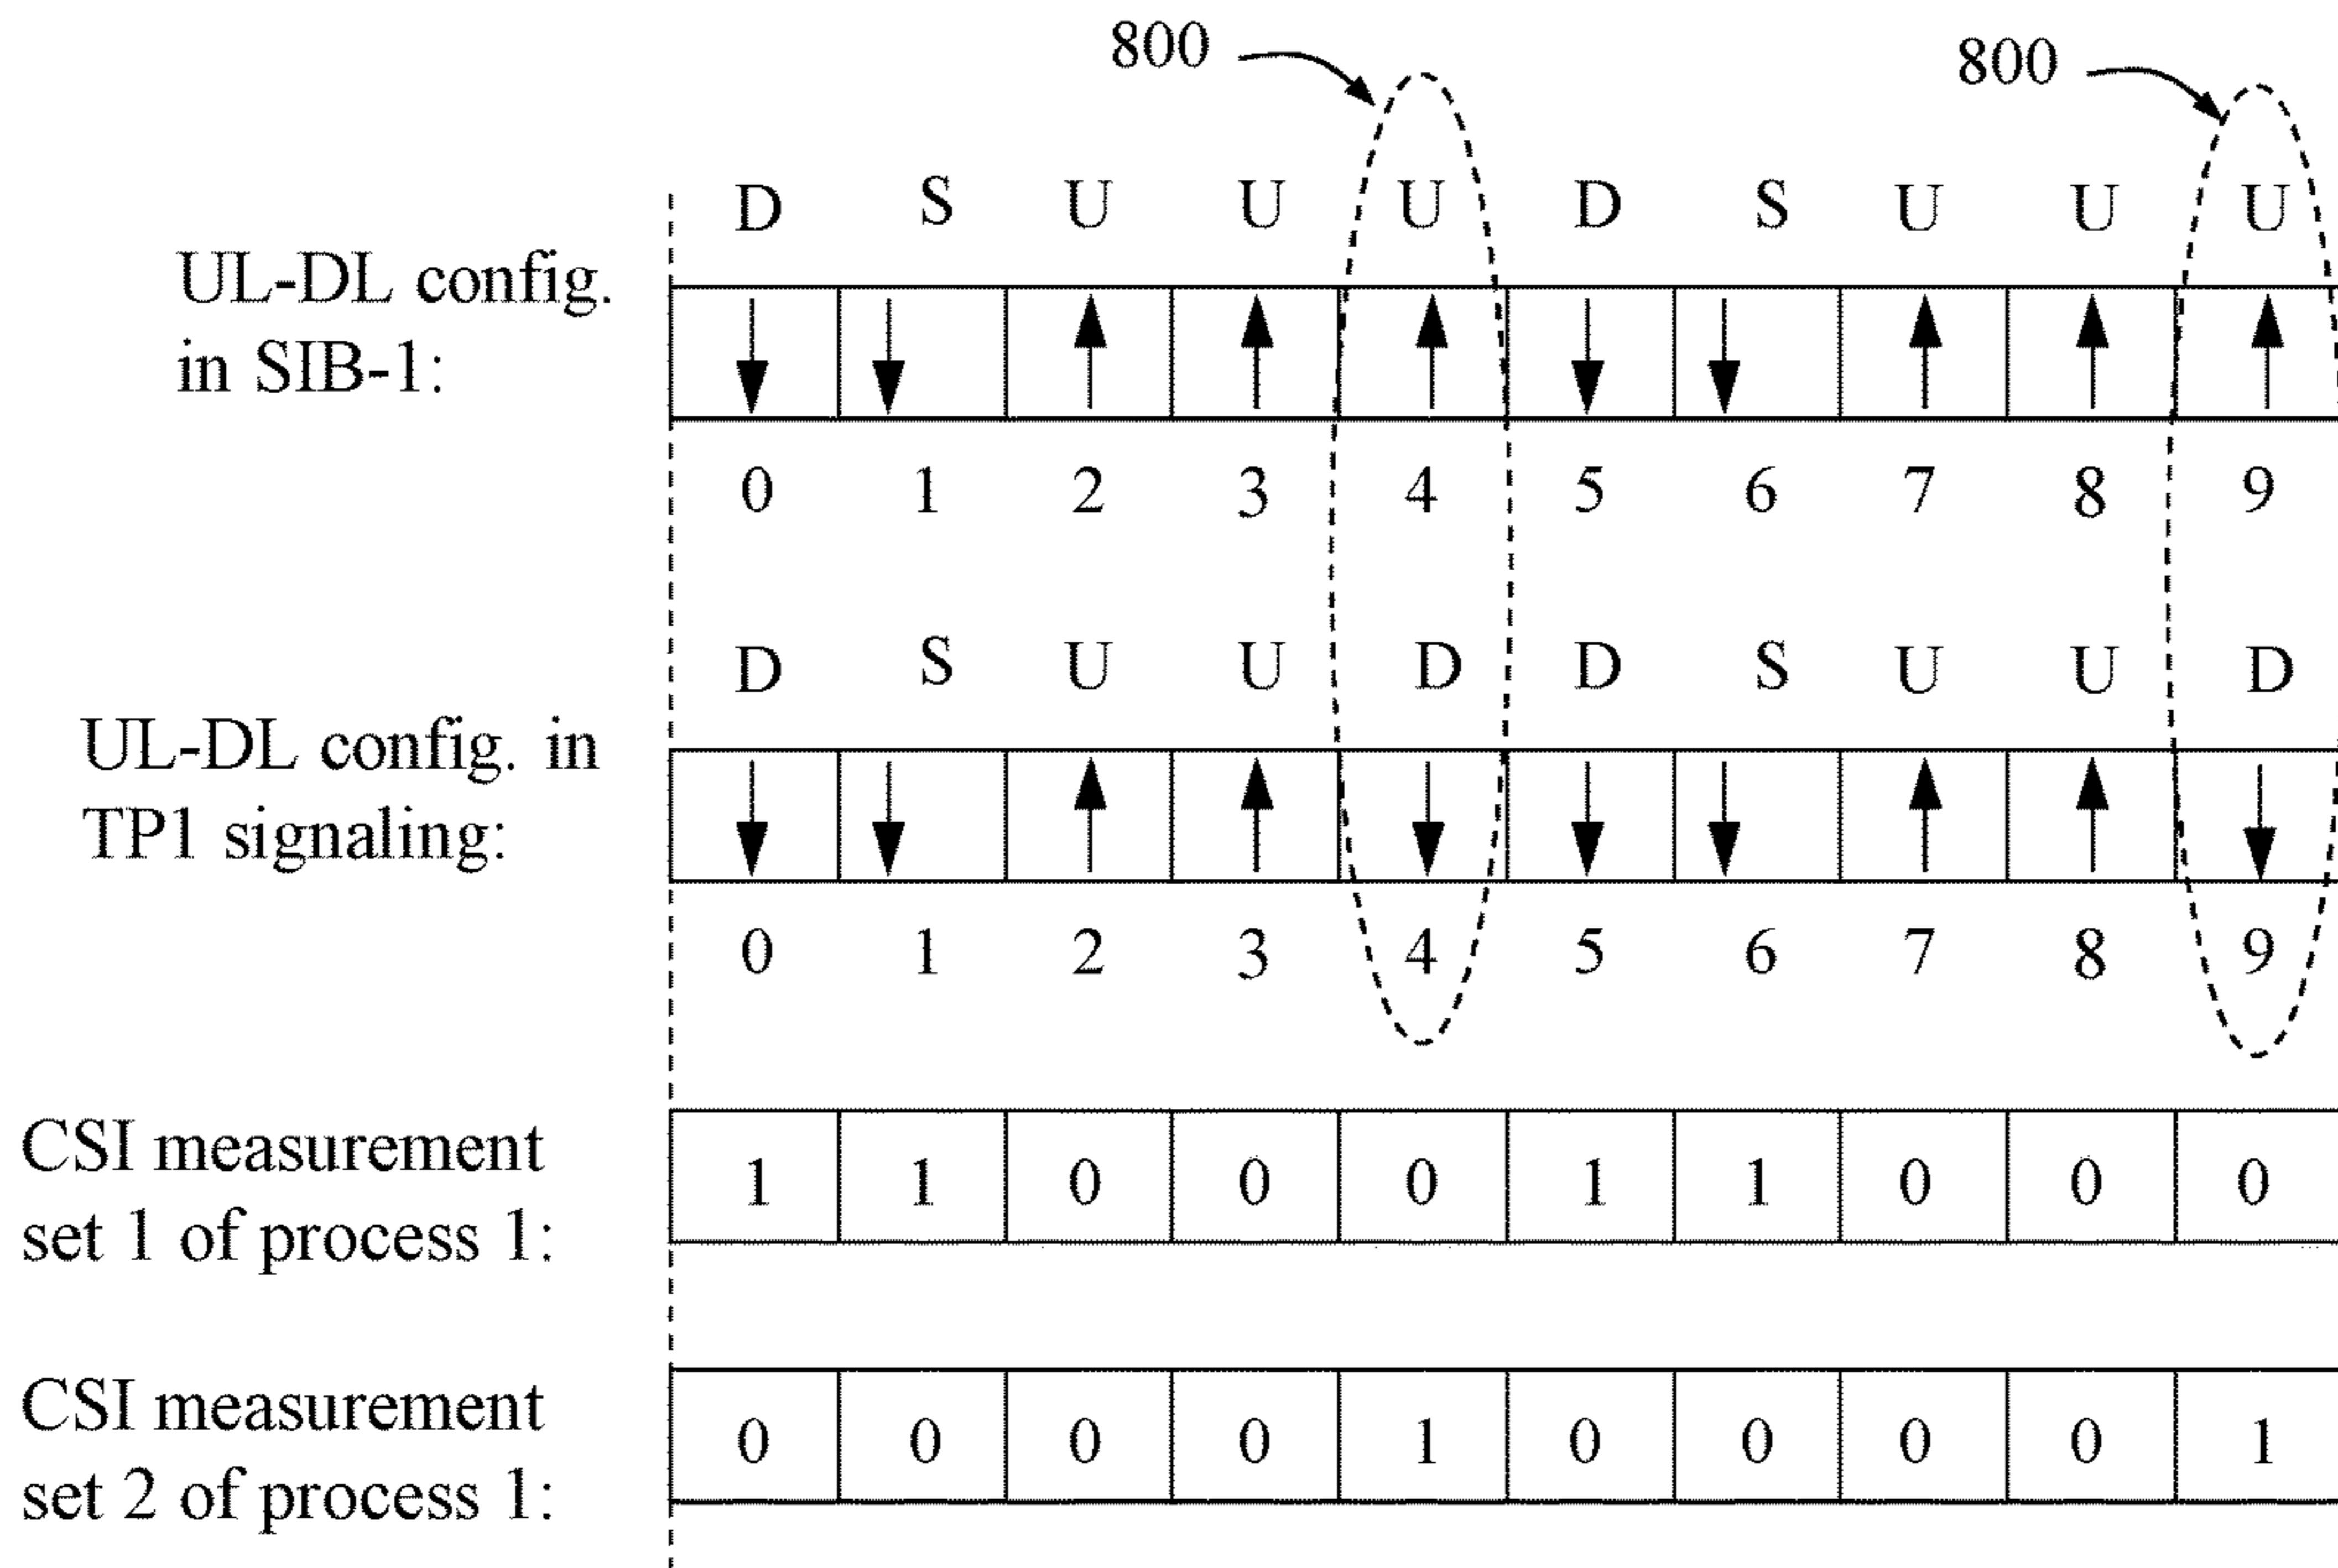 800 800
D S U U U D S U U U
UL-DL config.
in SIB-1:
0 1 2 3 4 5 6 7 8 9
D S U U D D S U U D
UL-DL config. in
TP1 signaling:
0 1 2 3 4 5 6 7 8 9
CSI measurement
set 1 of process 1:
1 1 0 0 0 1 1 0 0 0
CSI measurement
set 2 of process 1:
0 0 0 0 1 0 0 0 0 1